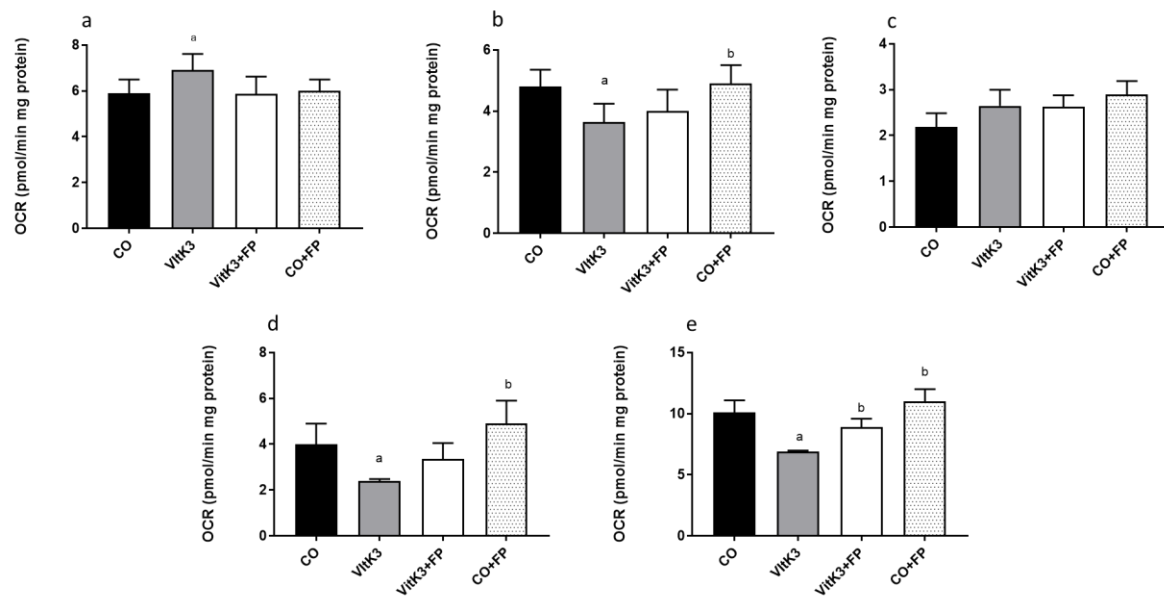 a
OCR (pmol/min mg protein)
8
6
4
2
0
a
CO
VItK3
VitK3+FP
CO+FP
b
OCR (pmol/min mg protein)
6
4
2
0
a
b
CO
VItK3
VitK3+FP
CO+FP
c
OCR (pmol/min mg protein)
4
3
2
1
0
CO
VItK3
VitK3+FP
CO+FP
d
OCR (pmol/min mg protein)
8
6
4
2
0
a
b
CO
VItK3
VitK3+FP
CO+FP
e
OCR (pmol/min mg protein)
15
10
5
0
a
b
b
CO
VItK3
VitK3+FP
CO+FP